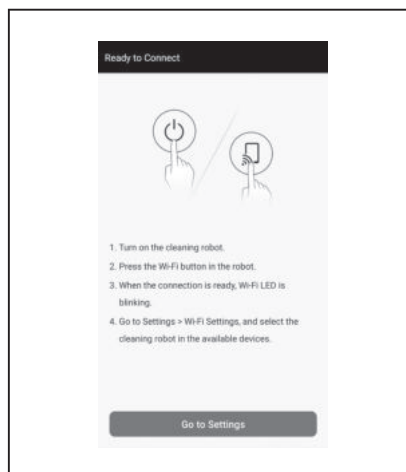 Ready to Connect
1. Turn on the cleaning robot.
2. Press the Wi-Fi button in the robot.
3. When the connection is ready, Wi-Fi LED is
blinking.
4. Go to Settings > Wi-Fi Settings, and select the
cleaning robot in the available devices.
Go to Settings